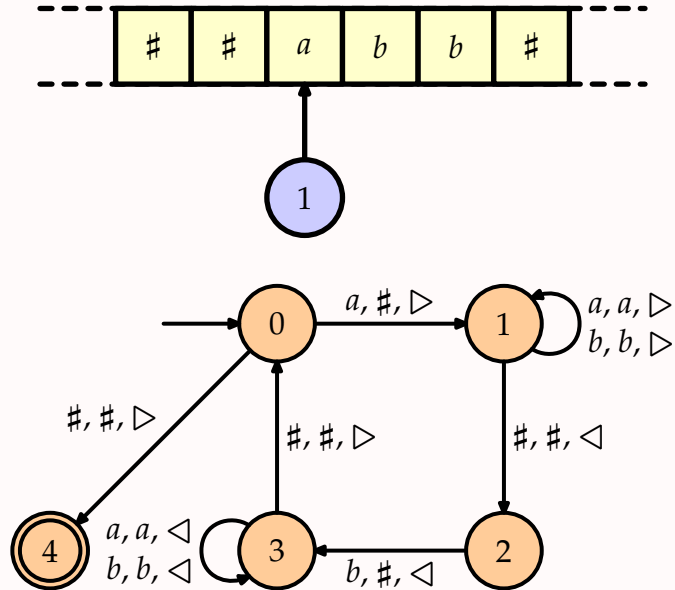 ♯ ♯ a b b ♯
1
0 a, ♯, ▷ 1 a, a, ▷
b, b, ▷
♯, ♯, ▷ ♯, ♯, ▷ ♯, ♯, ◁
4 a, a, ◁ 3 2
b, b, ◁ b, ♯, ◁